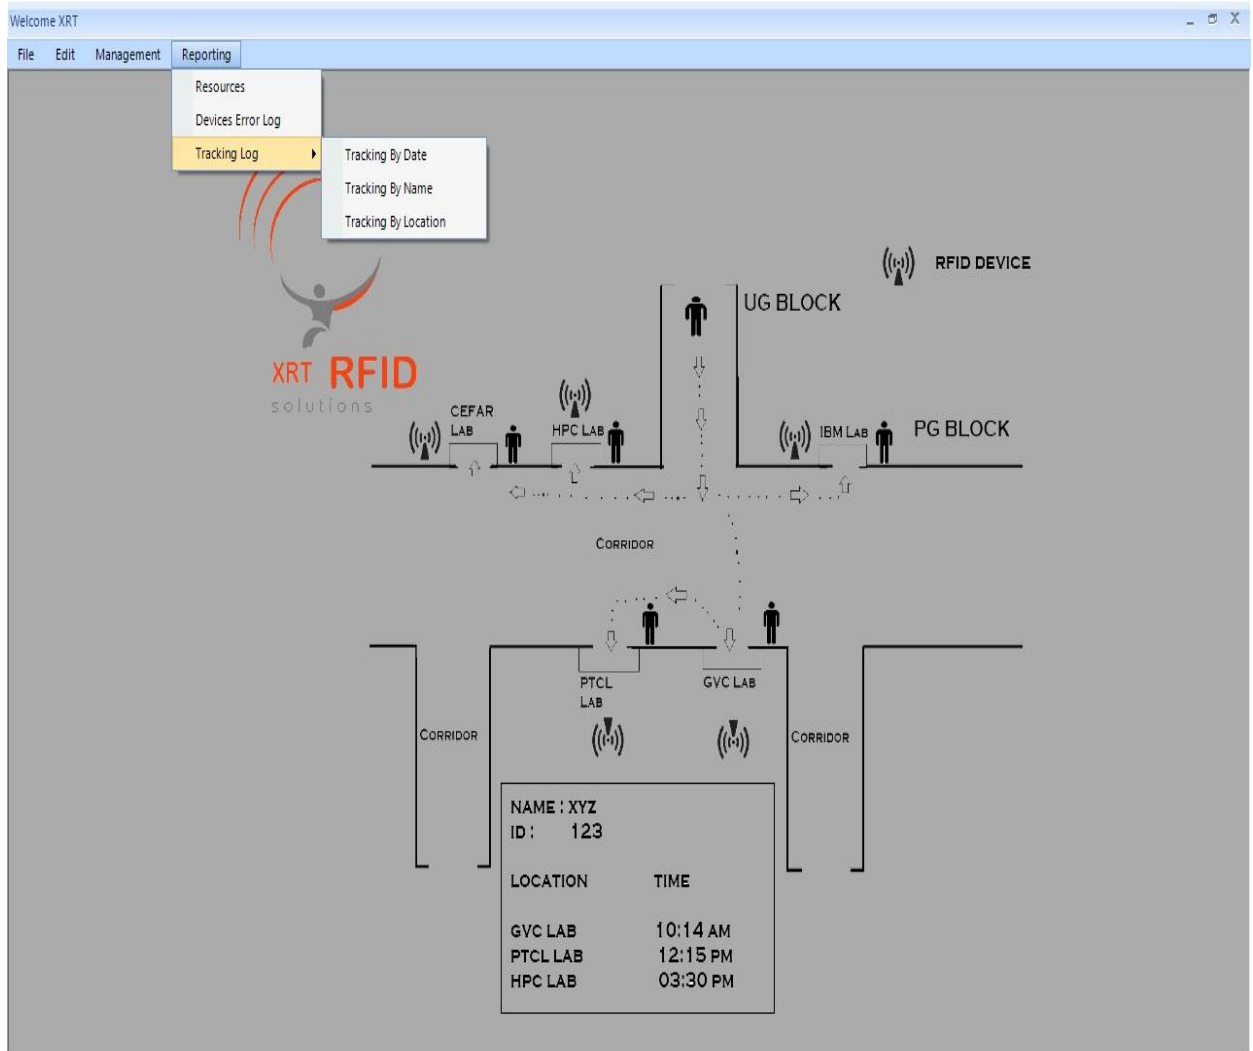 Welcome XRT
File Edit Management Reporting
Resources
Devices Error Log
Tracking Log
Tracking By Date
Tracking By Name
Tracking By Location
RFID DEVICE
UG BLOCK
XRT RFID
solutions
CEFAR
LAB
HPC LAB
IBM LAB
PG BLOCK
CORRIDOR
PTCL
LAB
GVC LAB
CORRIDOR
CORRIDOR
NAME : XYZ
ID : 123
LOCATION TIME
GVC LAB 10:14 AM
PTCL LAB 12:15 PM
HPC LAB 03:30 PM